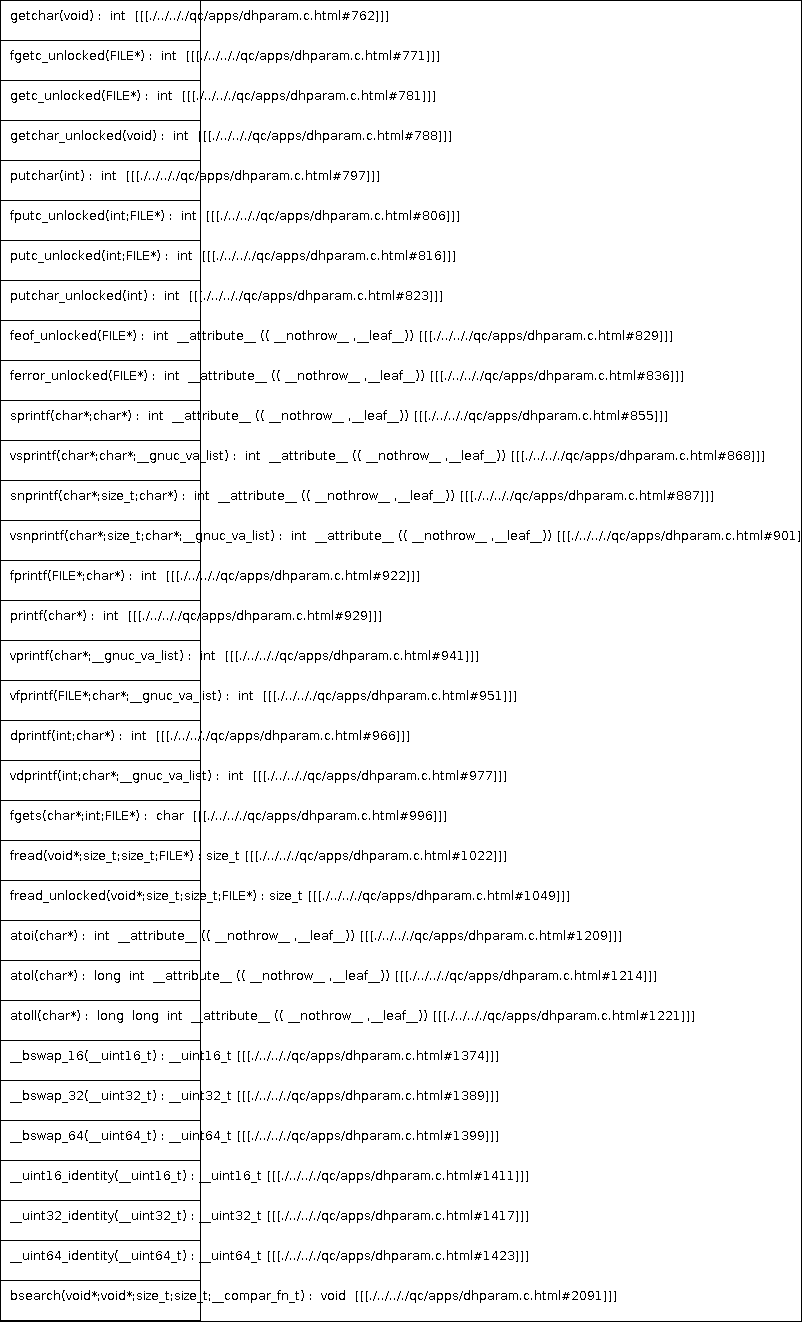 getchar(void) : int [[[./../././qc/apps/dhparam.c.html#762]]]
fgetc_unlocked(FILE*) : int [[[./../././qc/apps/dhparam.c.html#771]]]
getc_unlocked(FILE*) : int [[[./../././qc/apps/dhparam.c.html#781]]]
getchar_unlocked(void) : int [[[./../././qc/apps/dhparam.c.html#788]]]
putchar(int) : int [[[./../././qc/apps/dhparam.c.html#797]]]
fputc_unlocked(int;FILE*) : int [[[./../././qc/apps/dhparam.c.html#806]]]
putc_unlocked(int;FILE*) : int [[[./../././qc/apps/dhparam.c.html#816]]]
putchar_unlocked(int) : int [[[./../././qc/apps/dhparam.c.html#823]]]
feof_unlocked(FILE*) : int __attribute__ (( __nothrow__ ,__leaf__)) [[[./../././qc/apps/dhparam.c.html#829]]]
ferror_unlocked(FILE*) : int __attribute__ (( __nothrow__ ,__leaf__)) [[[./../././qc/apps/dhparam.c.html#836]]]
sprintf(char*;char*) : int __attribute__ (( __nothrow__ ,__leaf__)) [[[./../././qc/apps/dhparam.c.html#855]]]
vsprintf(char*;char*;__gnuc_va_list) : int __attribute__ (( __nothrow__ ,__leaf__)) [[[./../././qc/apps/dhparam.c.html#868]]]
snprintf(char*;size_t;char*) : int __attribute__ (( __nothrow__ ,__leaf__)) [[[./../././qc/apps/dhparam.c.html#887]]]
vsnprintf(char*;size_t;char*;__gnuc_va_list) : int __attribute__ (( __nothrow__ ,__leaf__)) [[[./../././qc/apps/dhparam.c.html#901]
fprintf(FILE*;char*) : int [[[./../././qc/apps/dhparam.c.html#922]]]
printf(char*) : int [[[./../././qc/apps/dhparam.c.html#929]]]
vprintf(char*;__gnuc_va_list) : int [[[./../././qc/apps/dhparam.c.html#941]]]
vfprintf(FILE*;char*;__gnuc_va_list) : int [[[./../././qc/apps/dhparam.c.html#951]]]
dprintf(int;char*) : int [[[./../././qc/apps/dhparam.c.html#966]]]
vdprintf(int;char*;__gnuc_va_list) : int [[[./../././qc/apps/dhparam.c.html#977]]]
fgets(char*;int;FILE*) : char [[[./../././qc/apps/dhparam.c.html#996]]]
fread(void*;size_t;size_t;FILE*) : size_t [[[./../././qc/apps/dhparam.c.html#1022]]]
fread_unlocked(void*;size_t;size_t;FILE*) : size_t [[[./../././qc/apps/dhparam.c.html#1049]]]
atoi(char*) : int __attribute__ (( __nothrow__ ,__leaf__)) [[[./../././qc/apps/dhparam.c.html#1209]]]
atol(char*) : long int __attribute__ (( __nothrow__ ,__leaf__)) [[[./../././qc/apps/dhparam.c.html#1214]]]
atoll(char*) : long long int __attribute__ (( __nothrow__ ,__leaf__)) [[[./../././qc/apps/dhparam.c.html#1221]]]
__bswap_16(__uint16_t) : __uint16_t [[[./../././qc/apps/dhparam.c.html#1374]]]
__bswap_32(__uint32_t) : __uint32_t [[[./../././qc/apps/dhparam.c.html#1389]]]
__bswap_64(__uint64_t) : __uint64_t [[[./../././qc/apps/dhparam.c.html#1399]]]
__uint16_identity(__uint16_t) : __uint16_t [[[./../././qc/apps/dhparam.c.html#1411]]]
__uint32_identity(__uint32_t) : __uint32_t [[[./../././qc/apps/dhparam.c.html#1417]]]
__uint64_identity(__uint64_t) : __uint64_t [[[./../././qc/apps/dhparam.c.html#1423]]]
bsearch(void*;void*;size_t;size_t;__compar_fn_t) : void [[[./../././qc/apps/dhparam.c.html#2091]]]